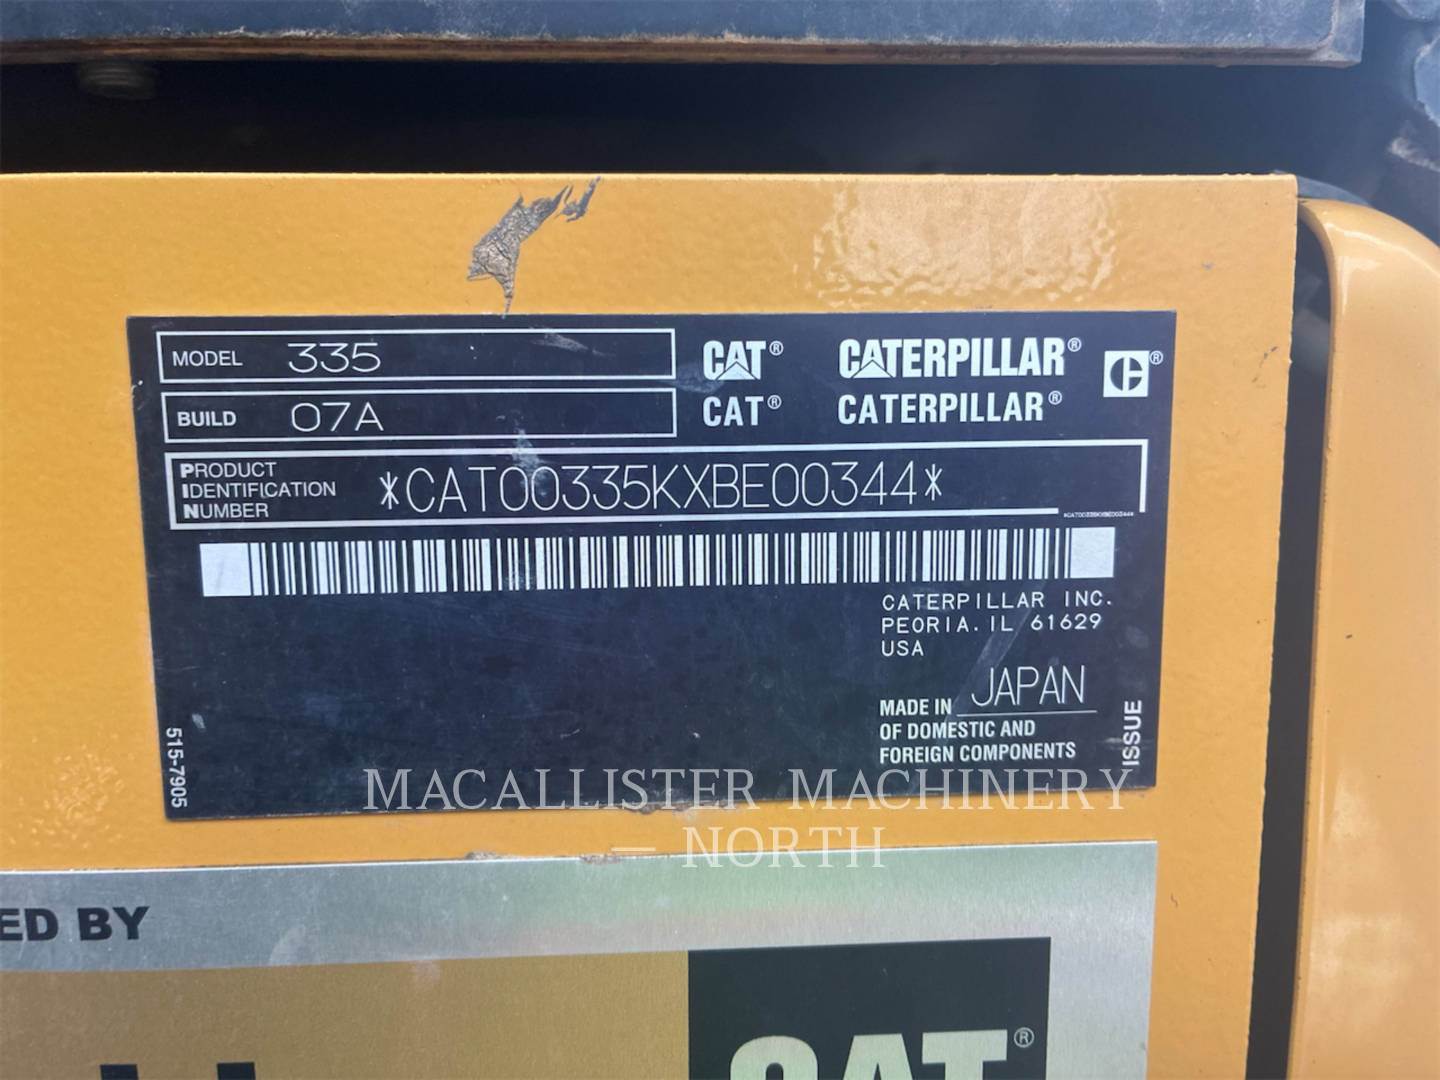 MODEL 335
CAT® CATERPILLAR® ®
BUILD 07A
CAT® CATERPILLAR®
PRODUCT IDENTIFICATION NUMBER *CAT00335KXBE00344*
*CAT00335KXBE00344*
CATERPILLAR INC.
PEORIA. IL 61629
USA
MADE IN JAPAN
OF DOMESTIC AND
FOREIGN COMPONENTS
ISSUE
515-7905
MACALLISTER MACHINERY
— NORTH
ED BY
CAT®